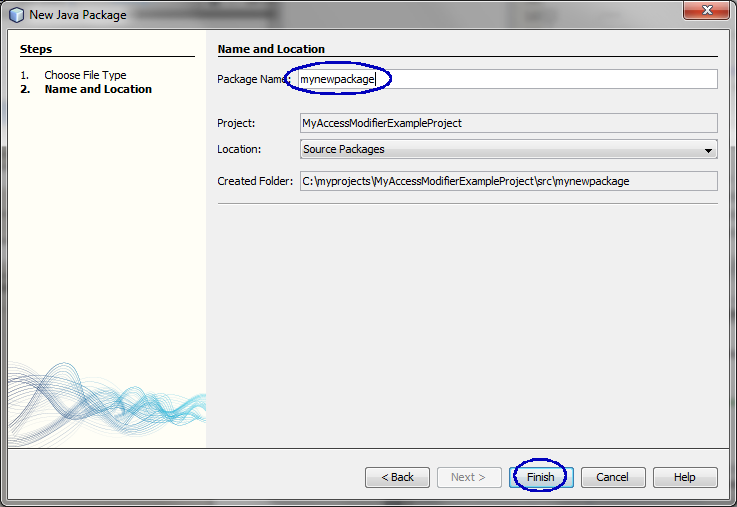 New Java Package
Steps
1. Choose File Type
2. Name and Location
Name and Location
Package Name: mynewpackage
Project: MyAccessModifierExampleProject
Location: Source Packages
Created Folder: C:\myprojects\MyAccessModifierExampleProject\src\mynewpackage
< Back Next > Finish Cancel Help